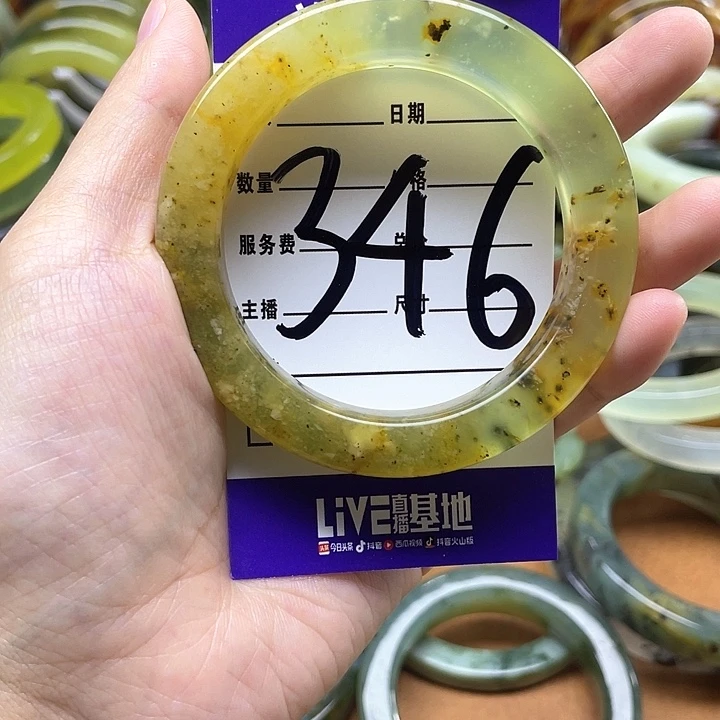 日期
数量 格
346
服务费
主播 尺寸
LiVE直播基地
今日头条 抖音 西瓜视频 抖音火山版